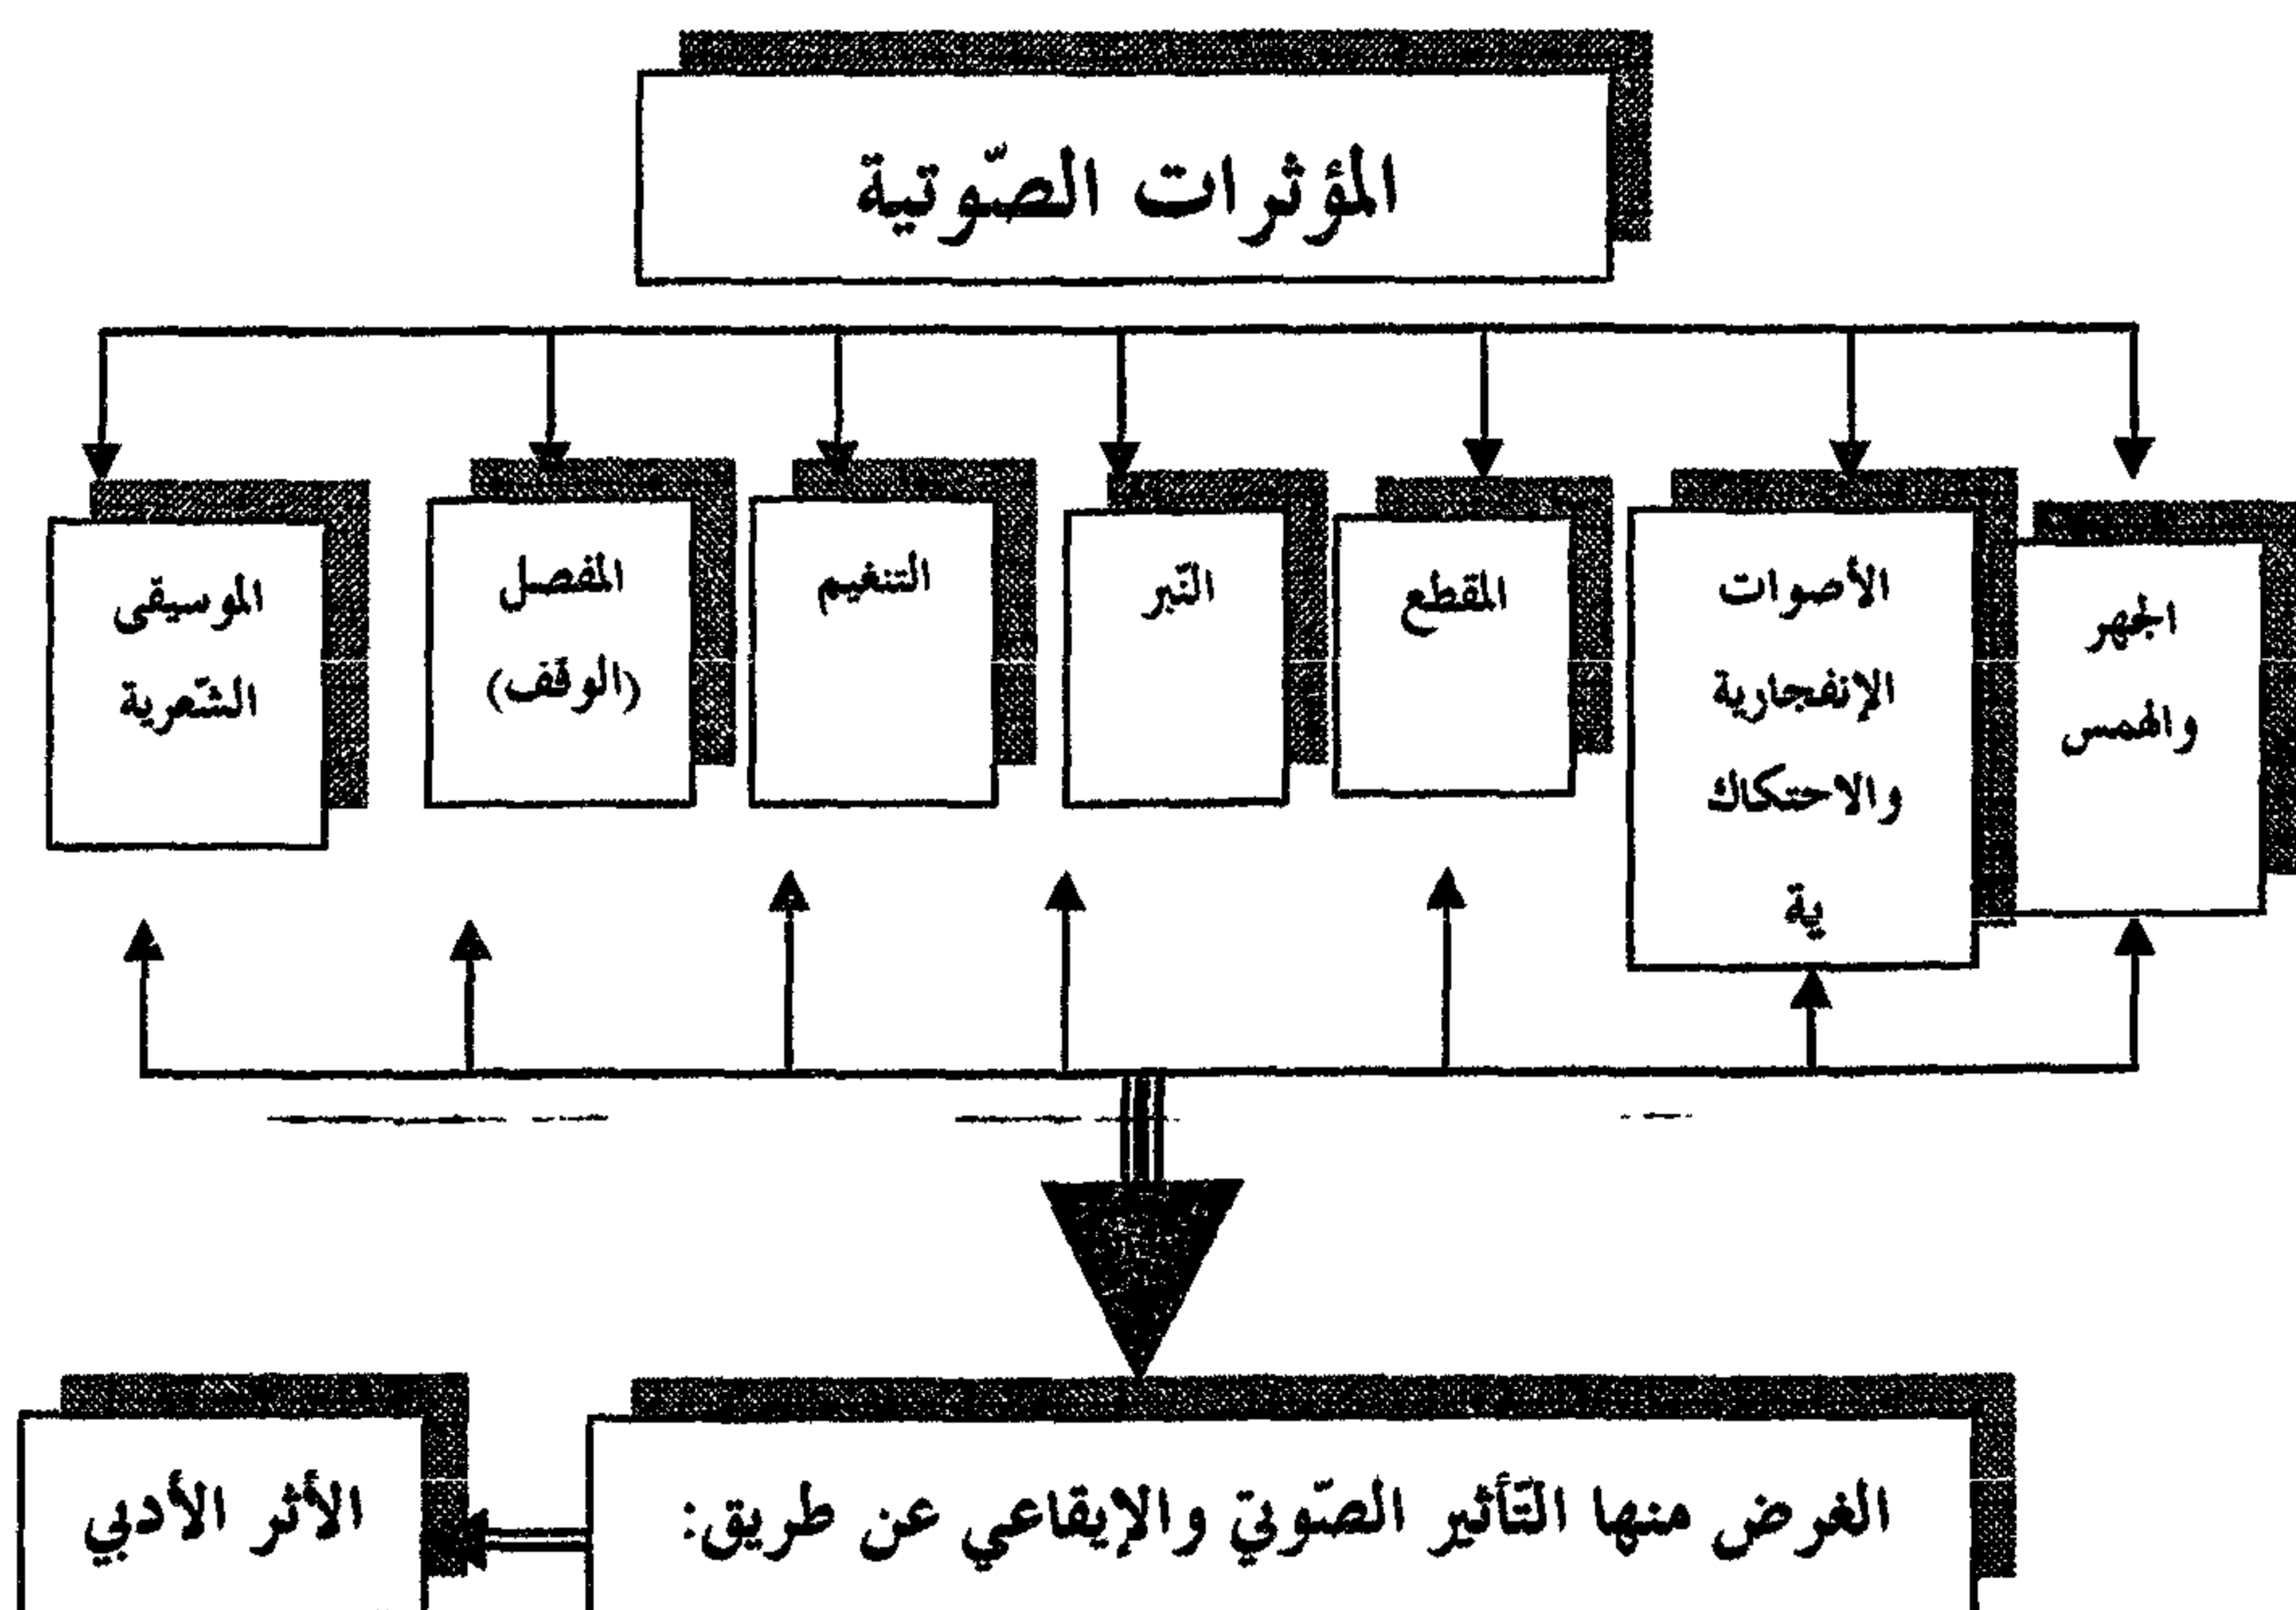 المؤثرات الصّوتية
الجهر
والهمس
الأصوات
الإنفجارية
والاحتكاك
ية
المقطع
النّبر
التنغيم
المفصل
(الوقف)
الموسيقى
الشّعرية
الغرض منها التّأثير الصّوتي والإيقاعي عن طريق:
الأثر الأدبي